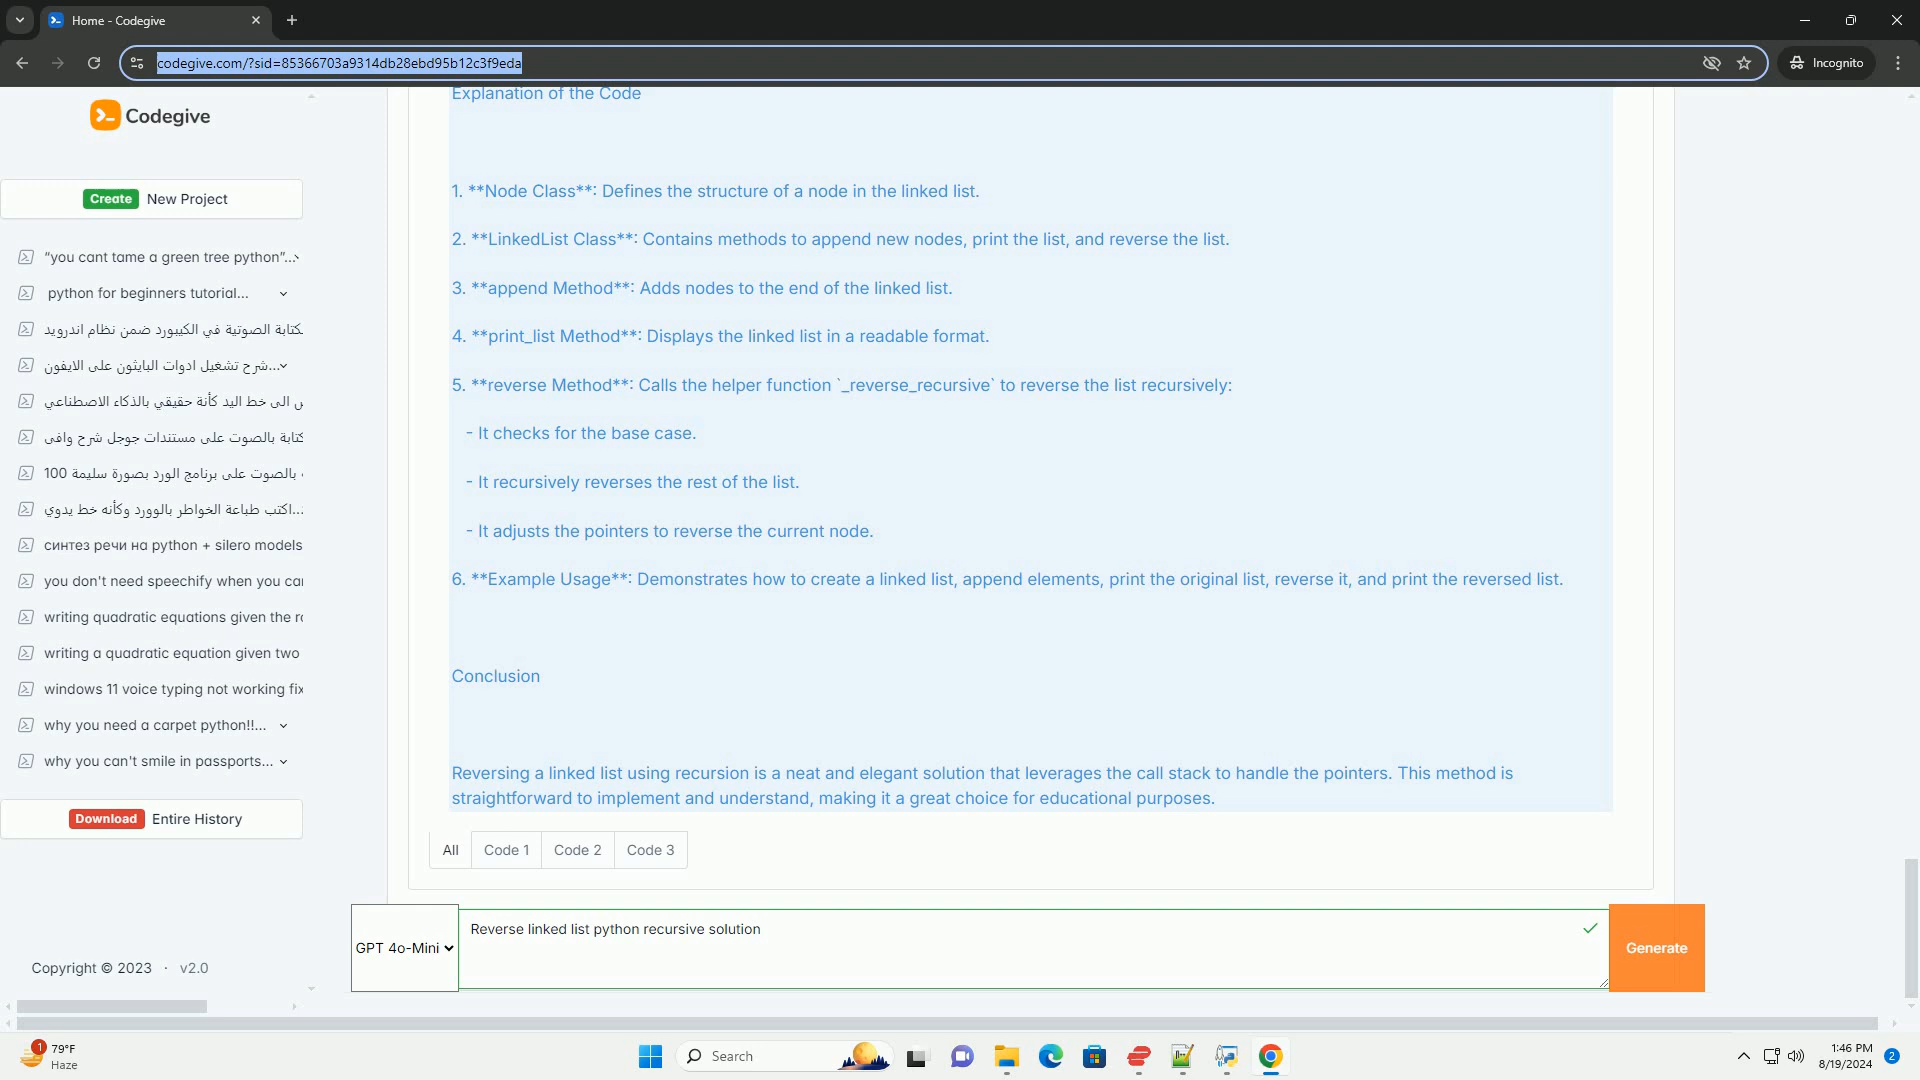 Home - Codegive
codegive.com/?sid=85366703a9314db28ebd95b12c3f9eda
Incognito
Codegive
Create New Project
"you cant tame a green tree python"...
python for beginners tutorial...
كتابة الصوتية في الكيبورد ضمن نظام اندرويد
شرح تشغيل ادوات البايثون على الايفون...
الى خط اليد كأنة حقيقي بالذكاء الاصطناعي
كتابة بالصوت على مستندات جوجل شرح وافى
بالصوت على برنامج الورد بصورة سليمة 100
اكتب طباعة الخواطر بالوورد وكأنه خط يدوي...
синтез речи на python + silero models
you don't need speechify when you can
writing quadratic equations given the ro
writing a quadratic equation given two
windows 11 voice typing not working fix
why you need a carpet python!!...
why you can't smile in passports...
Download Entire History
Copyright © 2023 · v2.0
Explanation of the Code
1. **Node Class**: Defines the structure of a node in the linked list.
2. **LinkedList Class**: Contains methods to append new nodes, print the list, and reverse the list.
3. **append Method**: Adds nodes to the end of the linked list.
4. **print_list Method**: Displays the linked list in a readable format.
5. **reverse Method**: Calls the helper function `_reverse_recursive` to reverse the list recursively:
- It checks for the base case.
- It recursively reverses the rest of the list.
- It adjusts the pointers to reverse the current node.
6. **Example Usage**: Demonstrates how to create a linked list, append elements, print the original list, reverse it, and print the reversed list.
Conclusion
Reversing a linked list using recursion is a neat and elegant solution that leverages the call stack to handle the pointers. This method is
straightforward to implement and understand, making it a great choice for educational purposes.
All Code 1 Code 2 Code 3
GPT 4o-Mini
Reverse linked list python recursive solution
Generate
1
79°F
Haze
Search
1:46 PM
8/19/2024
2